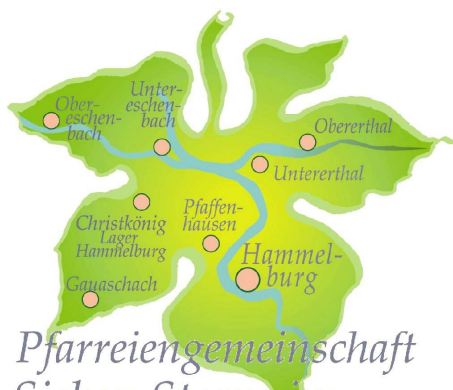 Ober-
eschen-
bach
Unter-
eschen-
bach
Obererthal
Untererthal
Christkönig
Lager
Hammelburg
Pfaffen-
hausen
Hammel-
burg
Gauaschach
Pfarreiengemeinschaft